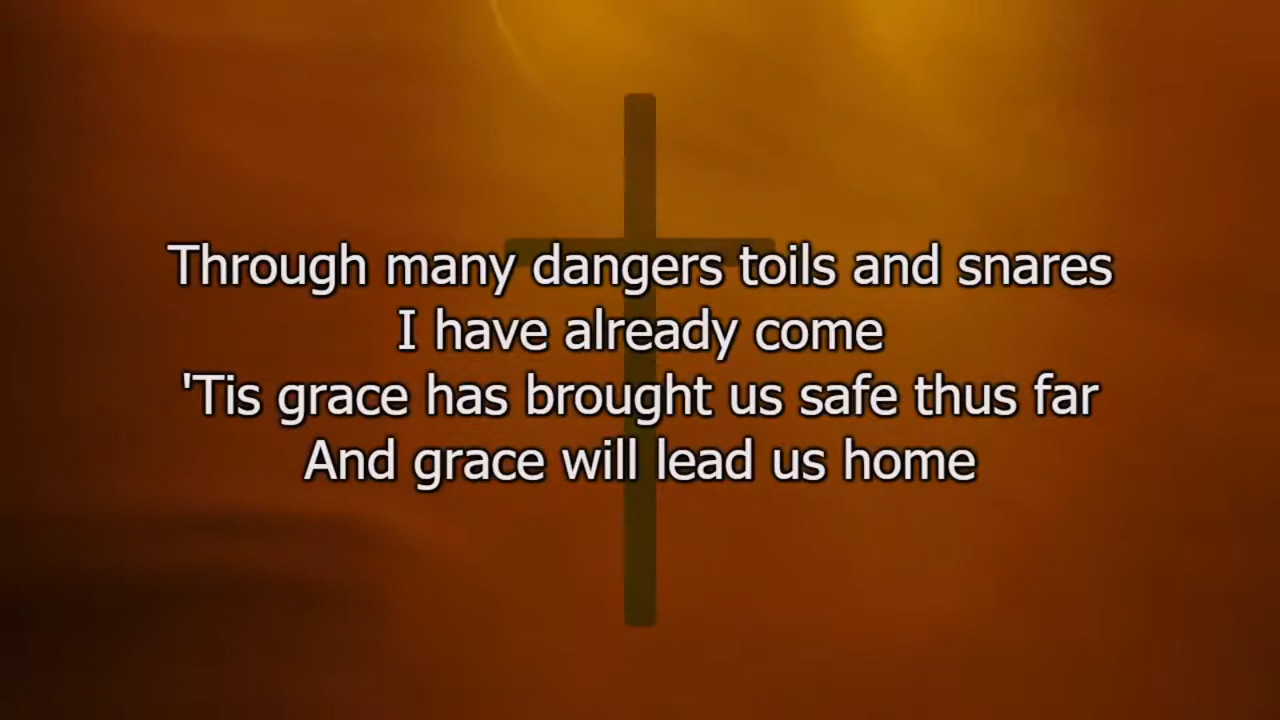 Through many dangers toils and snares
I have already come
'Tis grace has brought us safe thus far
And grace will lead us home